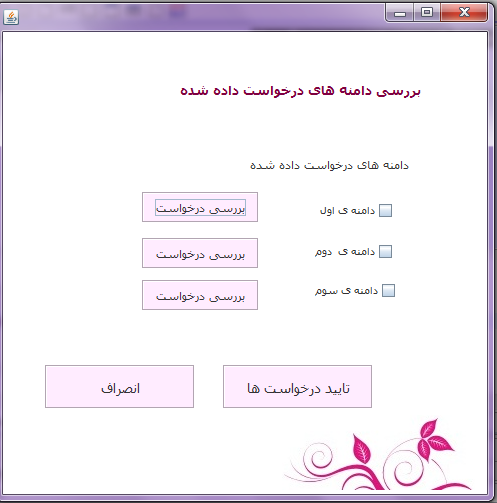 بررسی دامنه های درخواست داده شده
دامنه های درخواست داده شده
دامنه ی اول
بررسی درخواست
دامنه ی دوم
بررسی درخواست
دامنه ی سوم
بررسی درخواست
تایید درخواست ها
انصراف